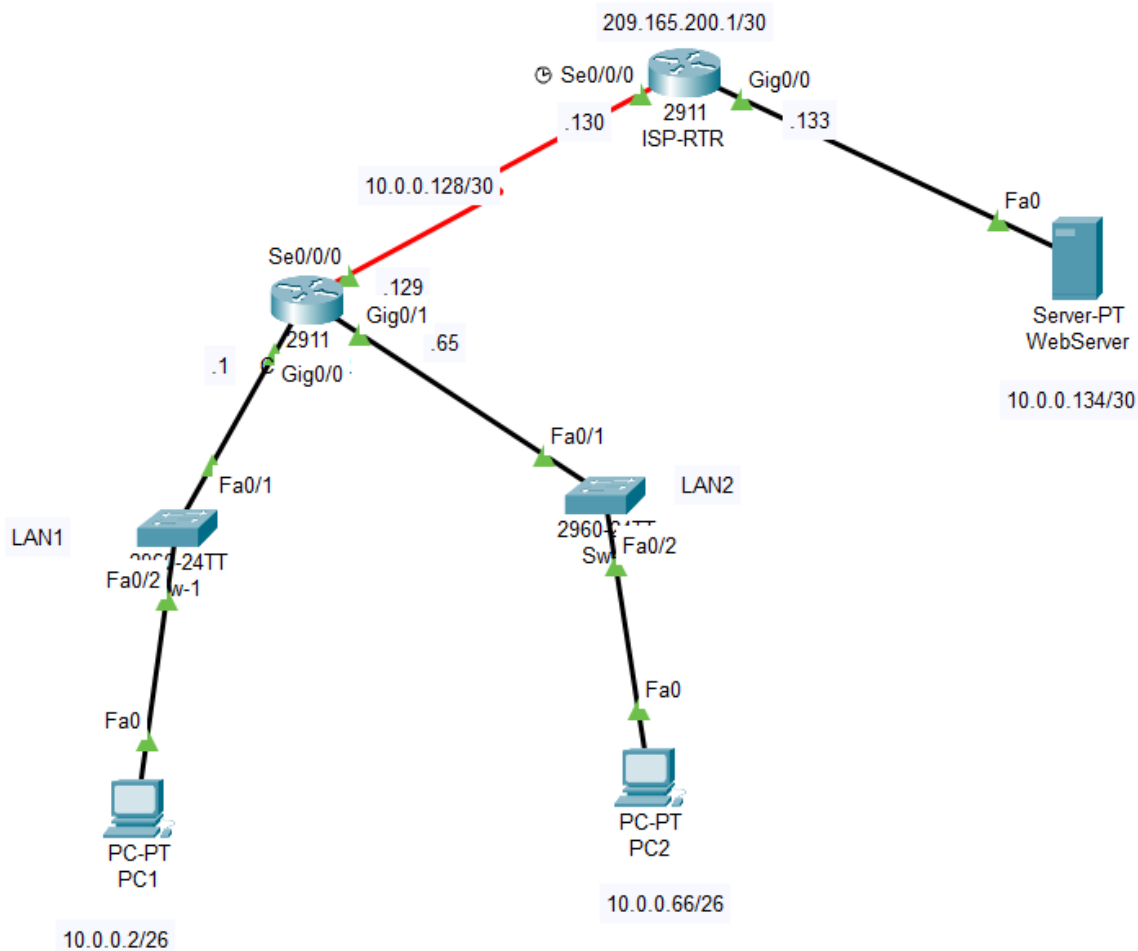 209.165.200.1/30
Se0/0/0
Gig0/0
2911
ISP-RTR
.130
.133
10.0.0.128/30
Fa0
Se0/0/0
.129
Gig0/1
2911
.65
.1
Gig0/0
Server-PT
WebServer
10.0.0.134/30
Fa0/1
Fa0/1
LAN2
LAN1
Fa0/2
Fa0/2
Fa0
Fa0
PC-PT
PC2
PC-PT
PC1
10.0.0.66/26
10.0.0.2/26